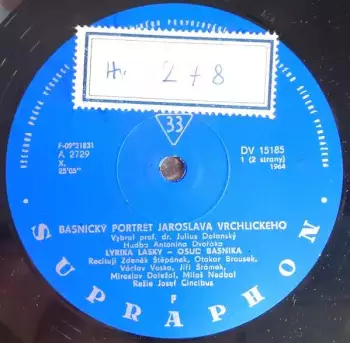 H. 2+8
33
F-09*21831
A 2729
X.
25'05"
DV 15185
1 (2 strany)
1964
BÁSNICKÝ PORTRÉT JAROSLAVA VRCHLICKÉHO
Vybral prof. dr. Julius Dolanský
Hudba Antonína Dvořáka
LYRIKA LÁSKY - OSUD BÁSNÍKA
Recitují Zdeněk Štěpánek, Otakar Brousek,
Václav Voska, Jiří Šrámek,
Miroslav Doležal, Miloš Nedbal
Režie Josef Cincibus
F
SUPRAPHON